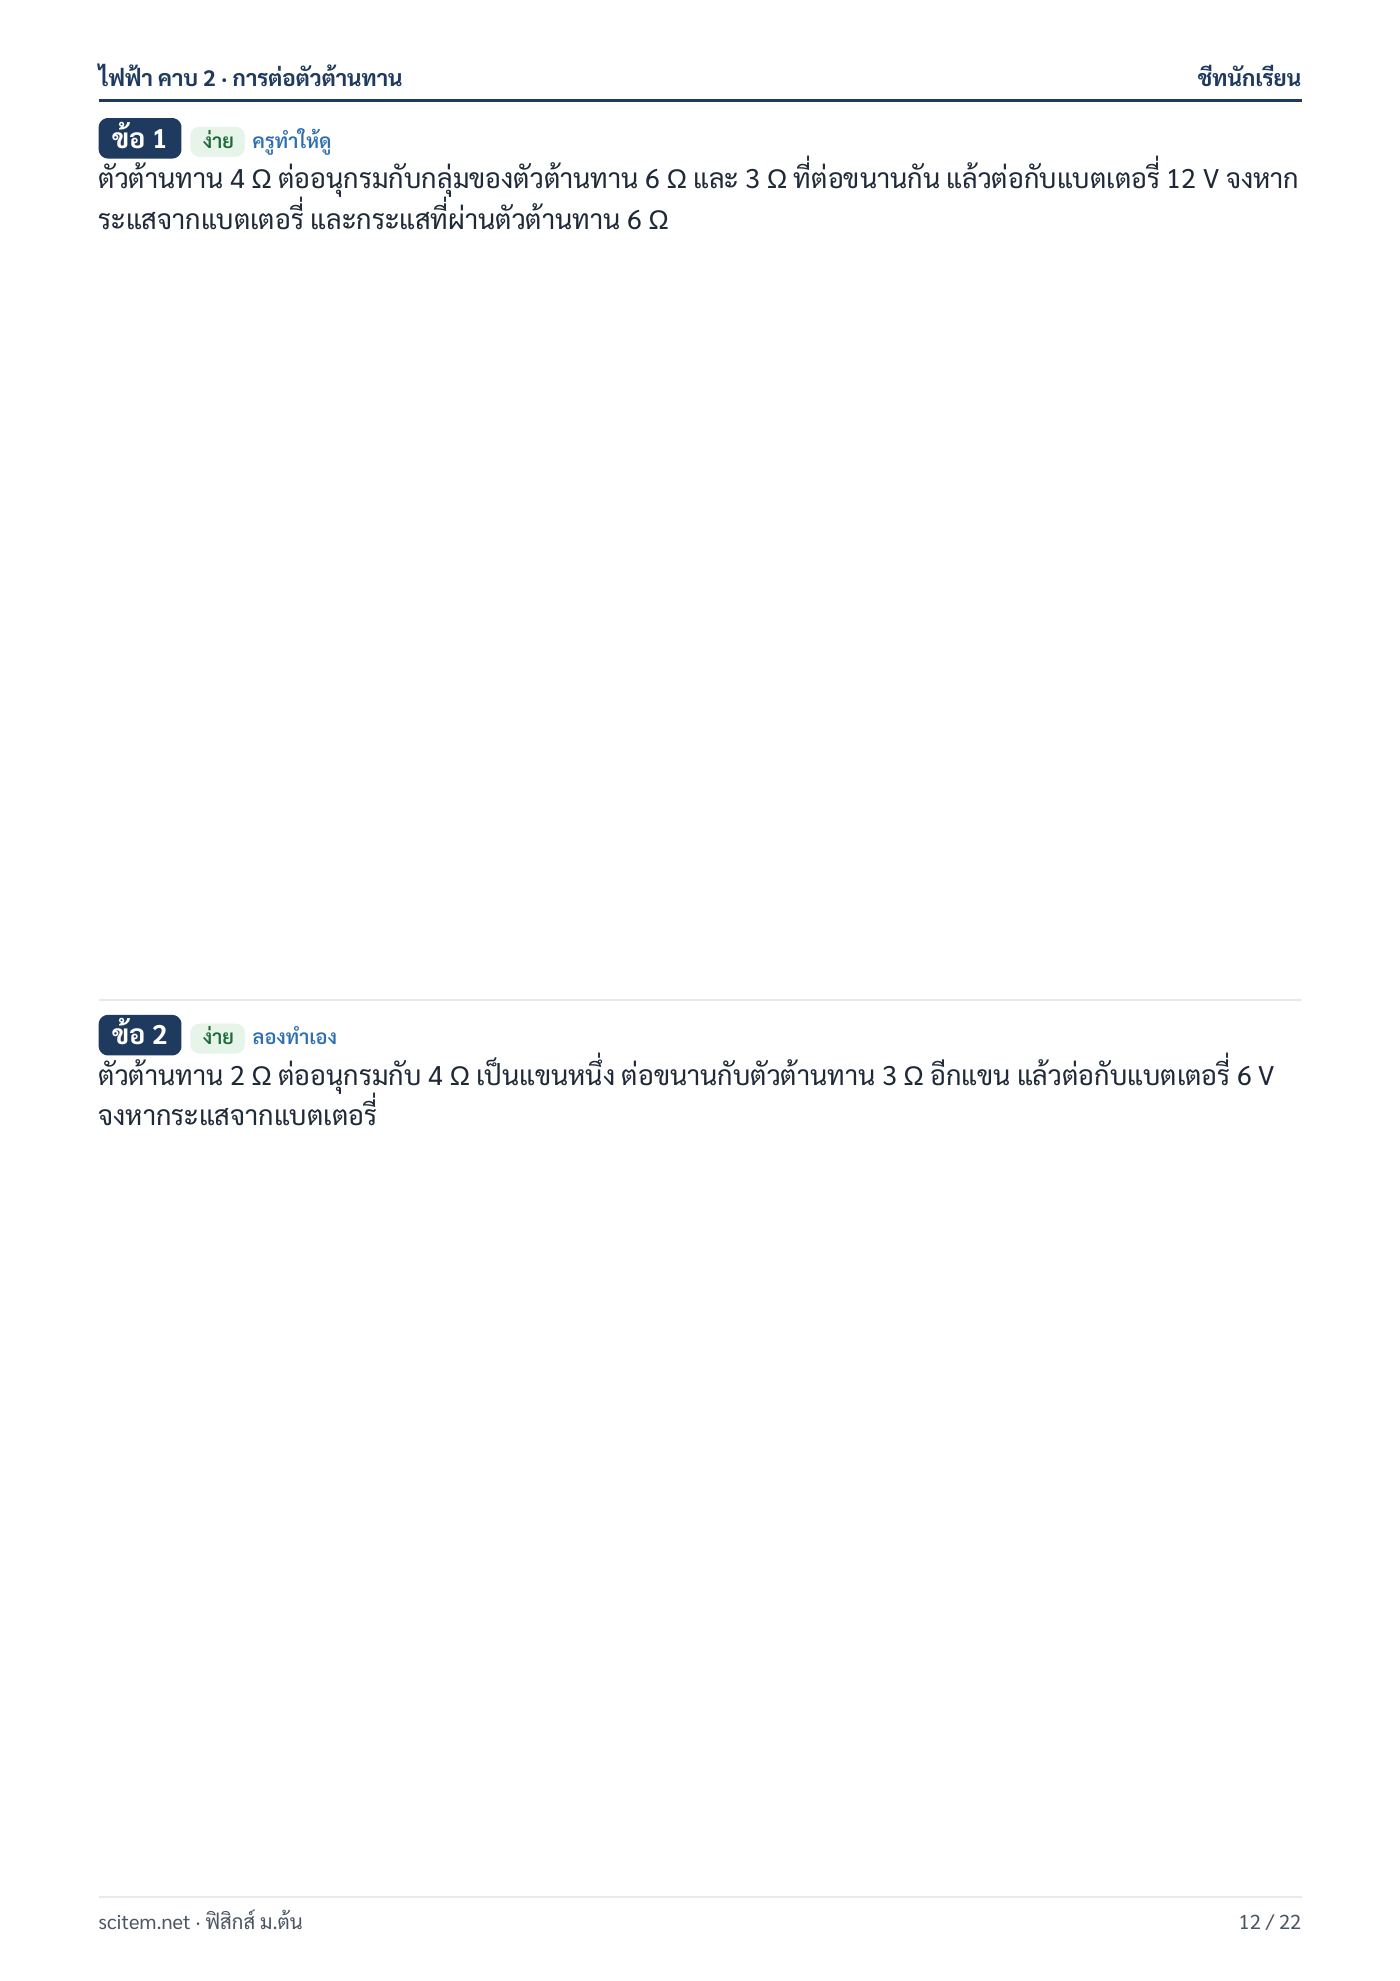 ไฟฟ้า คาบ 2 · การต่อตัวต้านทาน ชีทนักเรียน
ข้อ 1 ง่าย ครูทำให้ดู
ตัวต้านทาน 4 Ω ต่ออนุกรมกับกลุ่มของตัวต้านทาน 6 Ω และ 3 Ω ที่ต่อขนานกัน แล้วต่อกับแบตเตอรี่ 12 V จงหาก
ระแสจากแบตเตอรี่ และกระแสที่ผ่านตัวต้านทาน 6 Ω
ข้อ 2 ง่าย ลองทำเอง
ตัวต้านทาน 2 Ω ต่ออนุกรมกับ 4 Ω เป็นแขนหนึ่ง ต่อขนานกับตัวต้านทาน 3 Ω อีกแขน แล้วต่อกับแบตเตอรี่ 6 V
จงหากระแสจากแบตเตอรี่
scitem.net · ฟิสิกส์ ม.ต้น 12 / 22